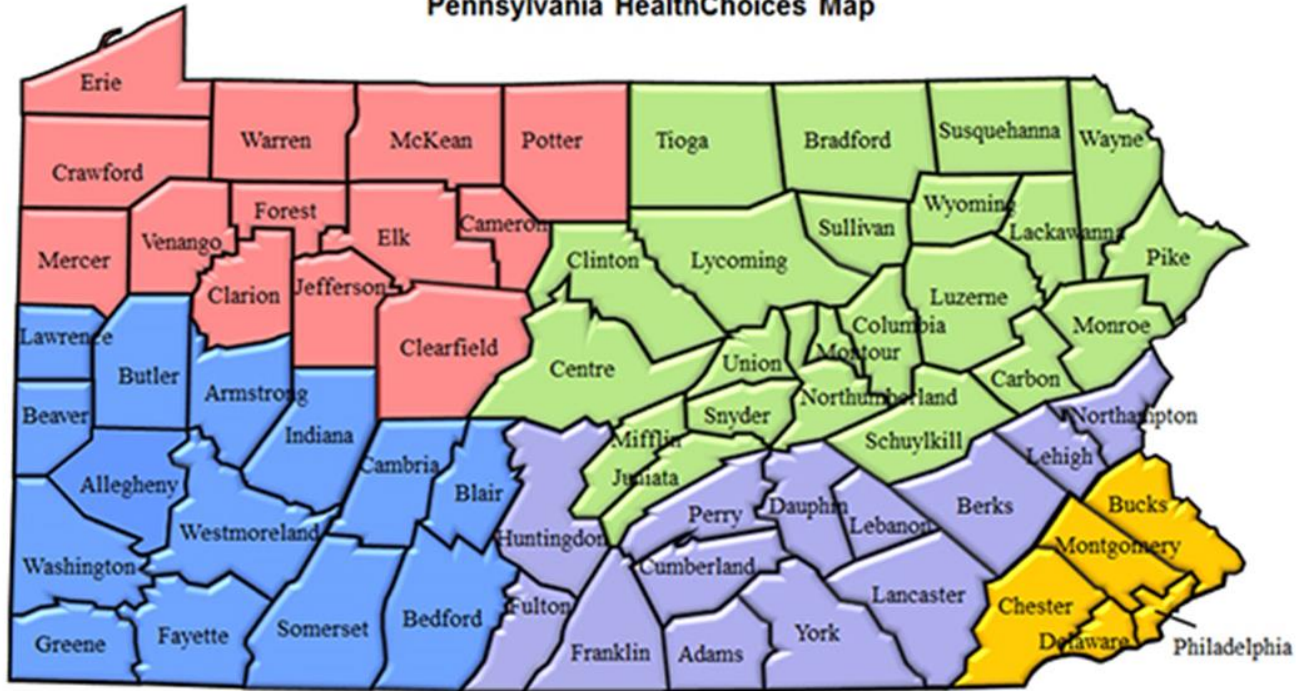 Pennsylvania HealthChoices Map
Erie
Warren
McKean
Potter
Tioga
Bradford
Susquehanna
Wayne
Crawford
Forest
Cameron
Wyoming
Lackawanna
Mercer
Venango
Elk
Clinton
Lycoming
Sullivan
Pike
Clarion
Jefferson
Luzerne
Lawrence
Clearfield
Columbia
Monroe
Butler
Centre
Union
Montour
Carbon
Beaver
Armstrong
Snyder
Northumberland
Northampton
Indiana
Mifflin
Schuylkill
Lehigh
Allegheny
Cambria
Blair
Juniata
Westmoreland
Huntingdon
Perry
Dauphin
Lebanon
Berks
Bucks
Washington
Cumberland
Montgomery
Greene
Fayette
Somerset
Bedford
Fulton
Franklin
Adams
York
Lancaster
Chester
Delaware
Philadelphia